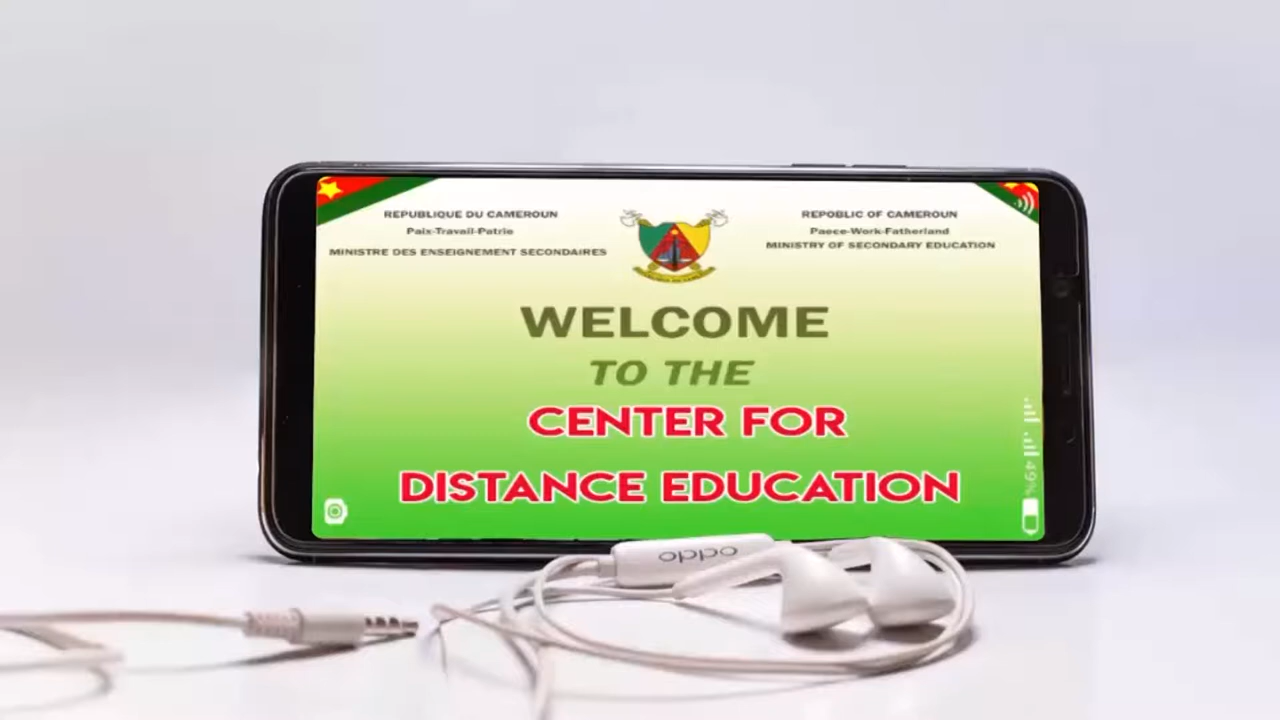 REPUBLIQUE DU CAMEROUN
Paix-Travail-Patrie
MINISTRE DES ENSEIGNEMENT SECONDAIRES
REPOBLIC OF CAMEROUN
Paece-Work-Fatherland
MINISTRY OF SECONDARY EDUCATION
WELCOME
TO THE
CENTER FOR
DISTANCE EDUCATION
49%
oppo